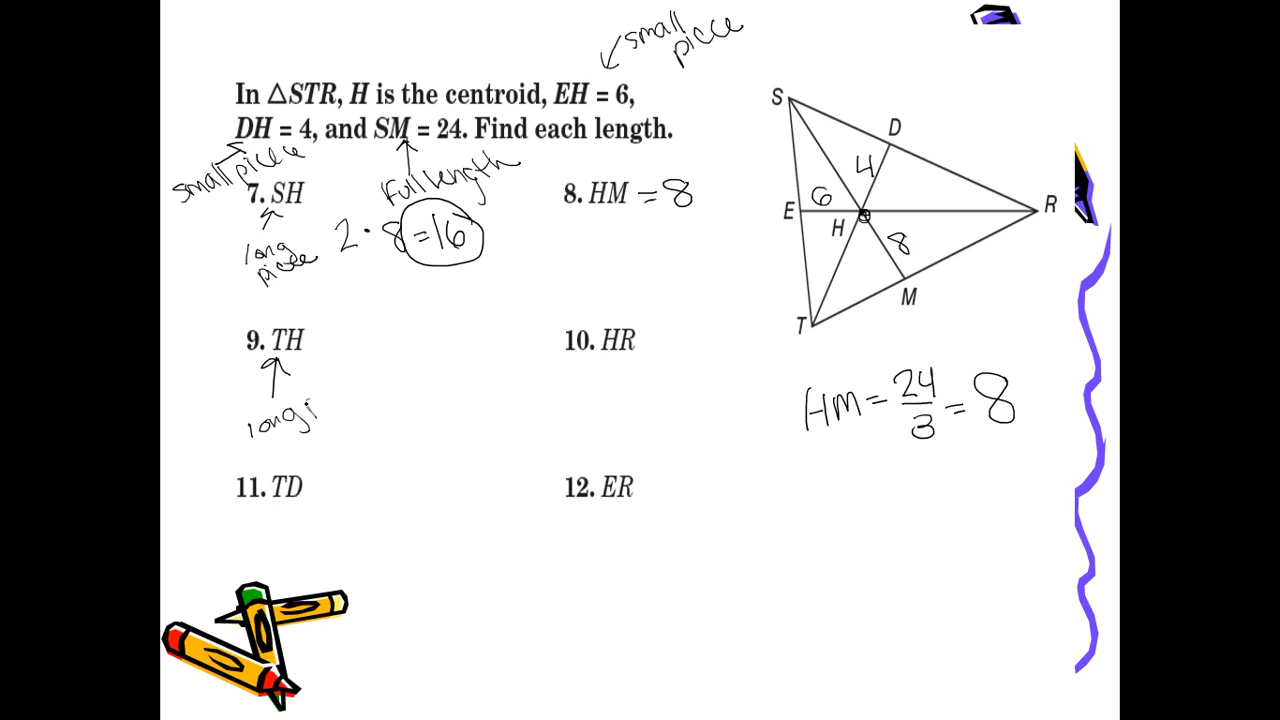 small
piece
In △STR, H is the centroid, EH = 6,
DH = 4, and SM = 24. Find each length.
small piece
full length
7. SH
8. HM = 8
long
piece
2 · 8 = 16
9. TH
10. HR
long
11. TD
12. ER
S
D
4
E
6
H
R
8
M
T
HM = 24/3 = 8